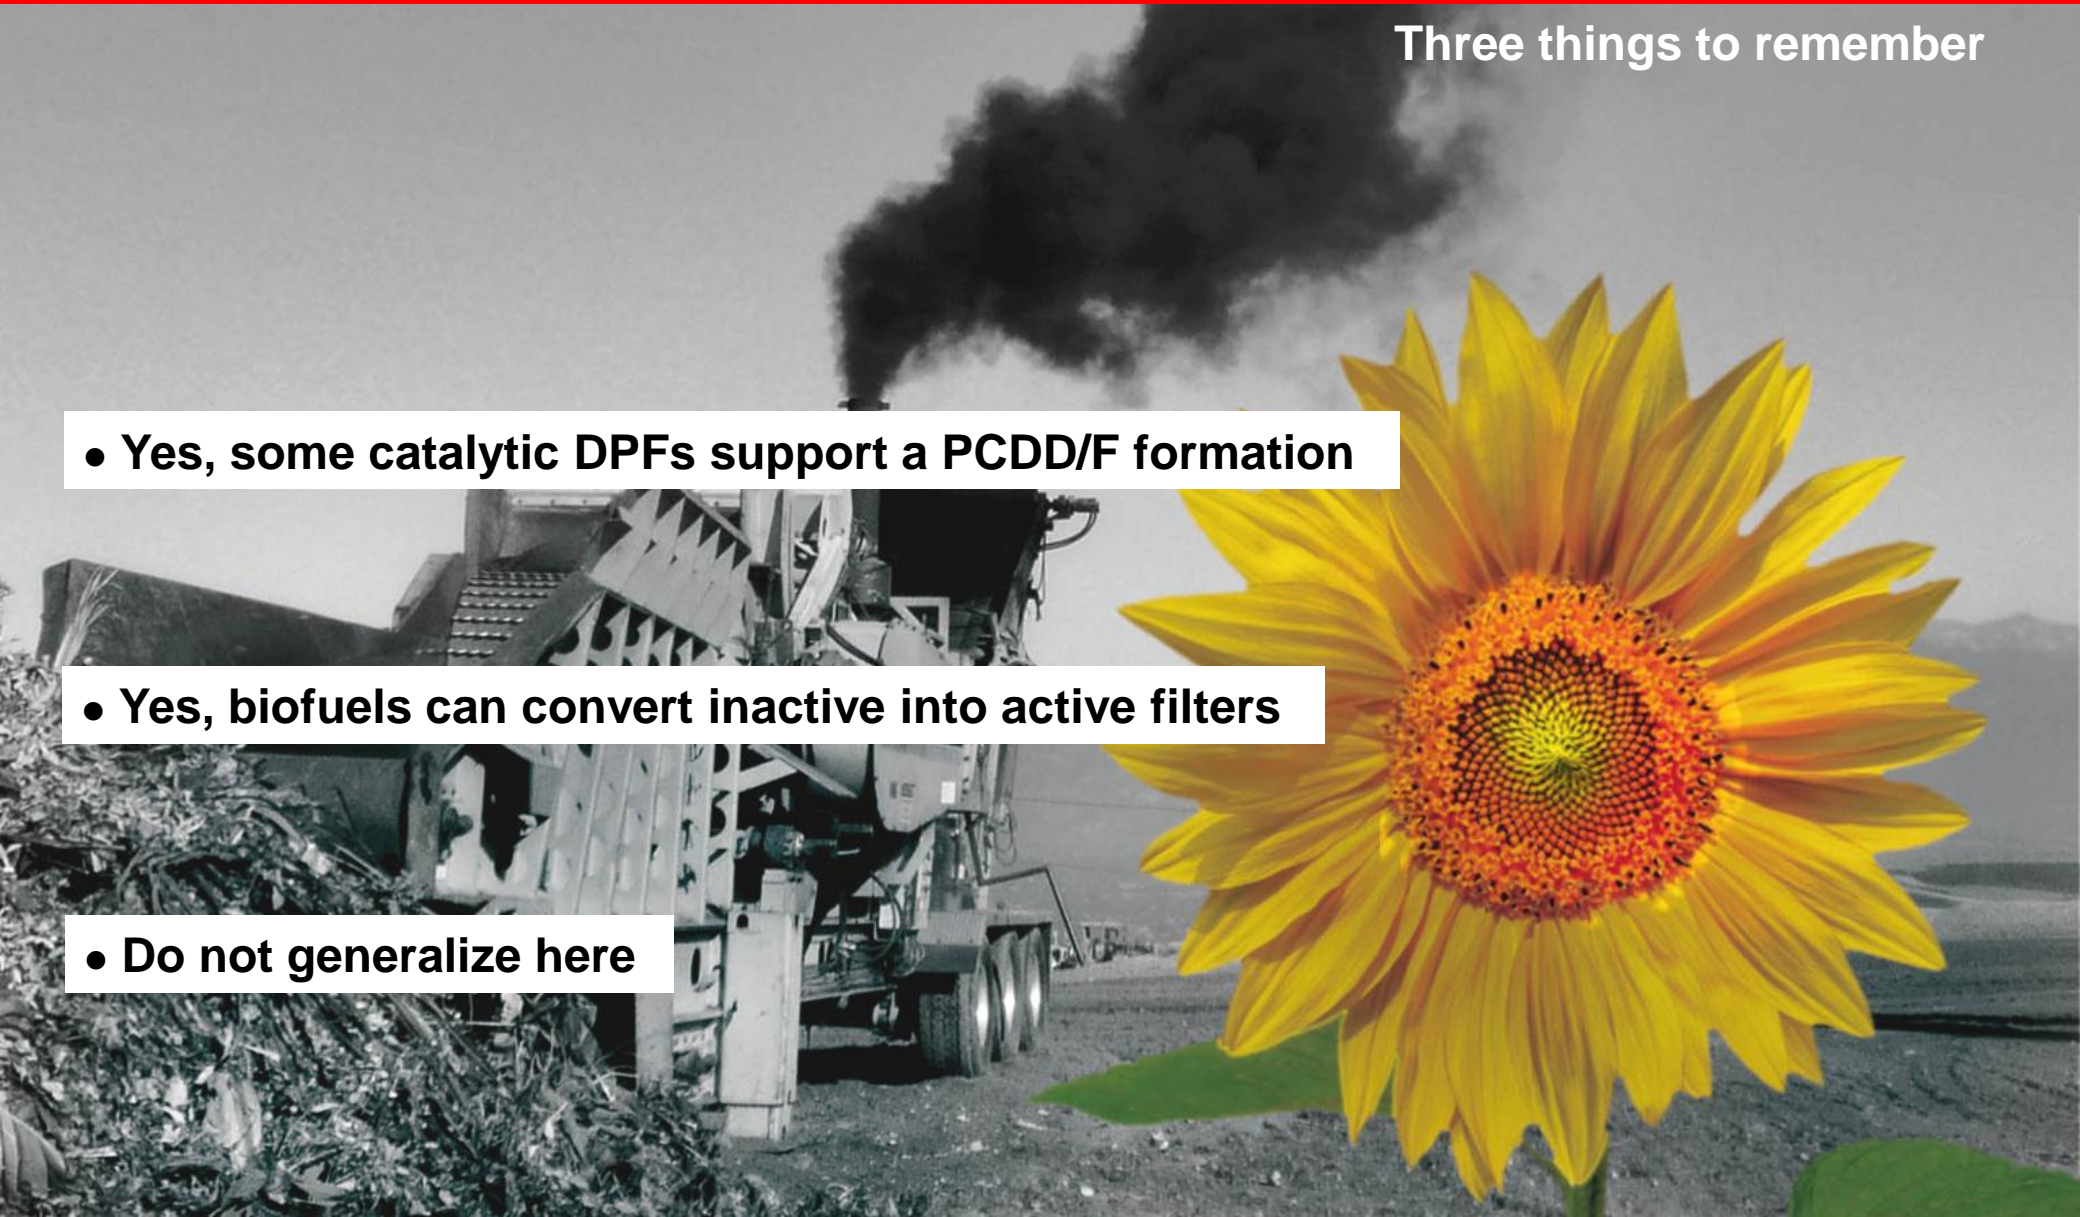 Three things to remember
• Yes, some catalytic DPFs support a PCDD/F formation
• Yes, biofuels can convert inactive into active filters
• Do not generalize here